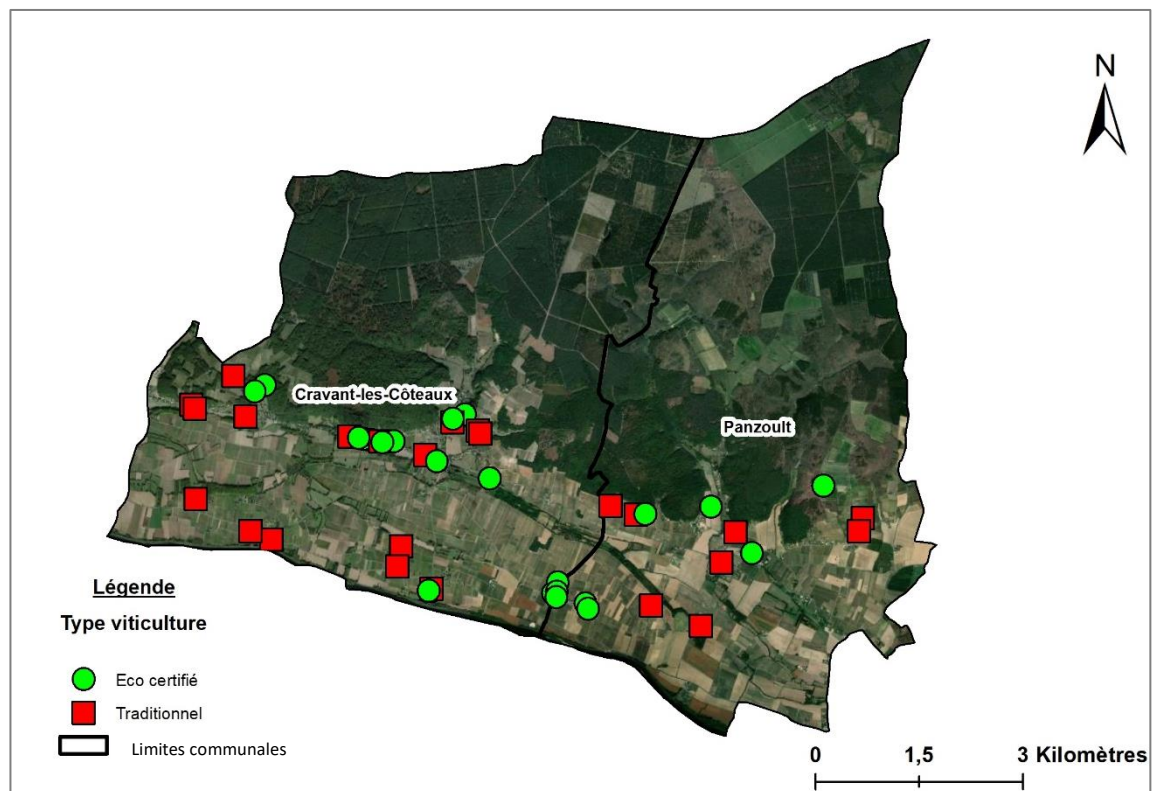 N
Cravant-les-Côteaux
Panzoult
Légende
Type viticulture
Eco certifié
Traditionnel
Limites communales
0 1,5 3 Kilomètres